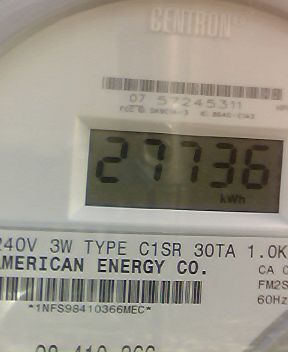 CENTRON
07 57245311
27736
kWh
240V 3W TYPE C1SR 30TA 1.0K
AMERICAN ENERGY CO.
CA 0
FM2S
60Hz
*1NFS98410366MEC*